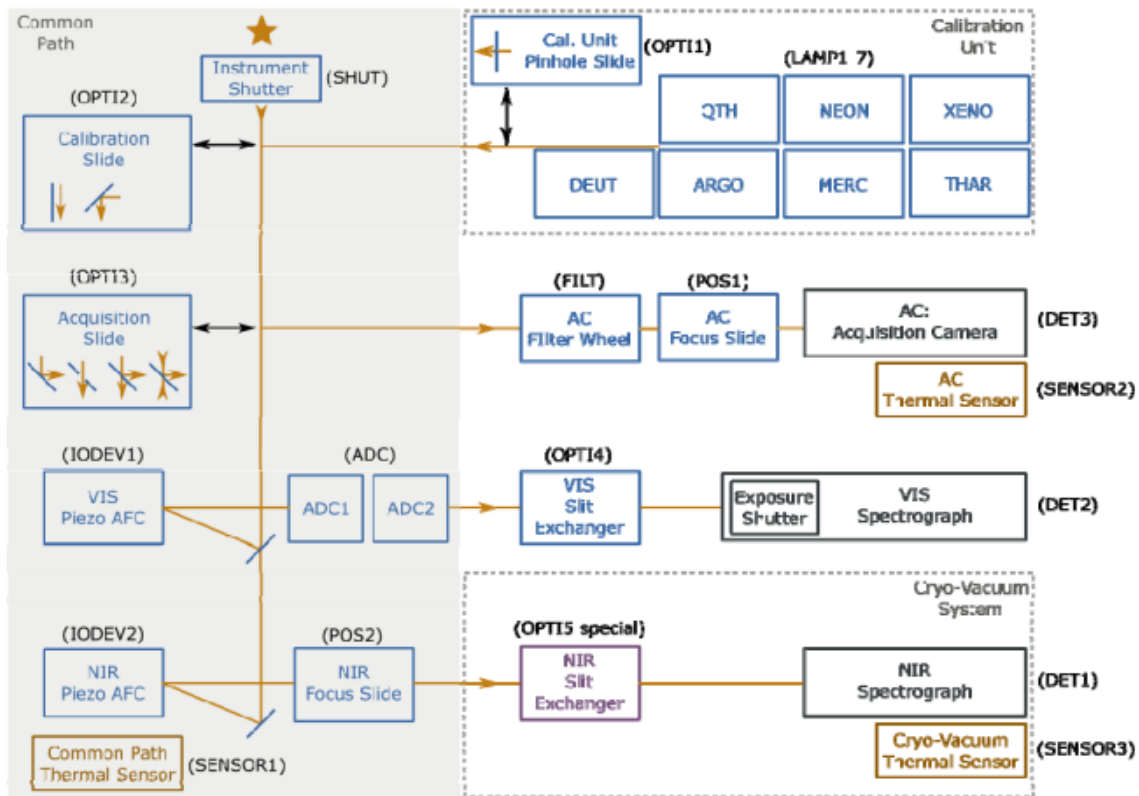 Common
Path
Instrument
Shutter
(SHUT)
(OPTI2)
Calibration
Slide
Cal. Unit
Pinhole Slide
(OPTI1)
Calibration
Unit
(LAMP1 7)
QTH
NEON
XENO
DEUT
ARGO
MERC
THAR
(OPTI3)
Acquisition
Slide
(FILT)
AC
Filter Wheel
(POS1)
AC
Focus Slide
AC:
Acquisition Camera
(DET3)
AC
Thermal Sensor
(SENSOR2)
(IODEV1)
VIS
Piezo AFC
(ADC)
ADC1
ADC2
(OPTI4)
VIS
Slit
Exchanger
Exposure
Shutter
VIS
Spectrograph
(DET2)
Cryo-Vacuum
System
(IODEV2)
NIR
Piezo AFC
(POS2)
NIR
Focus Slide
(OPTI5 special)
NIR
Slit
Exchanger
NIR
Spectrograph
(DET1)
Common Path
Thermal Sensor
(SENSOR1)
Cryo-Vacuum
Thermal Sensor
(SENSOR3)